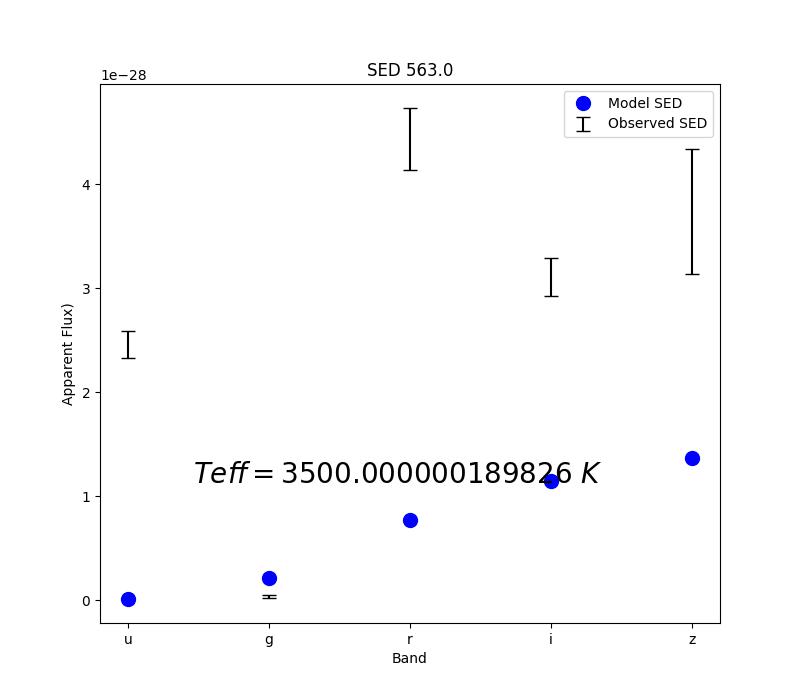 SED 563.0
1e−28
Model SED
Observed SED
4
3
2
1
0
Apparent Flux)
Teff = 3500.000000189826 K
u g r i z
Band